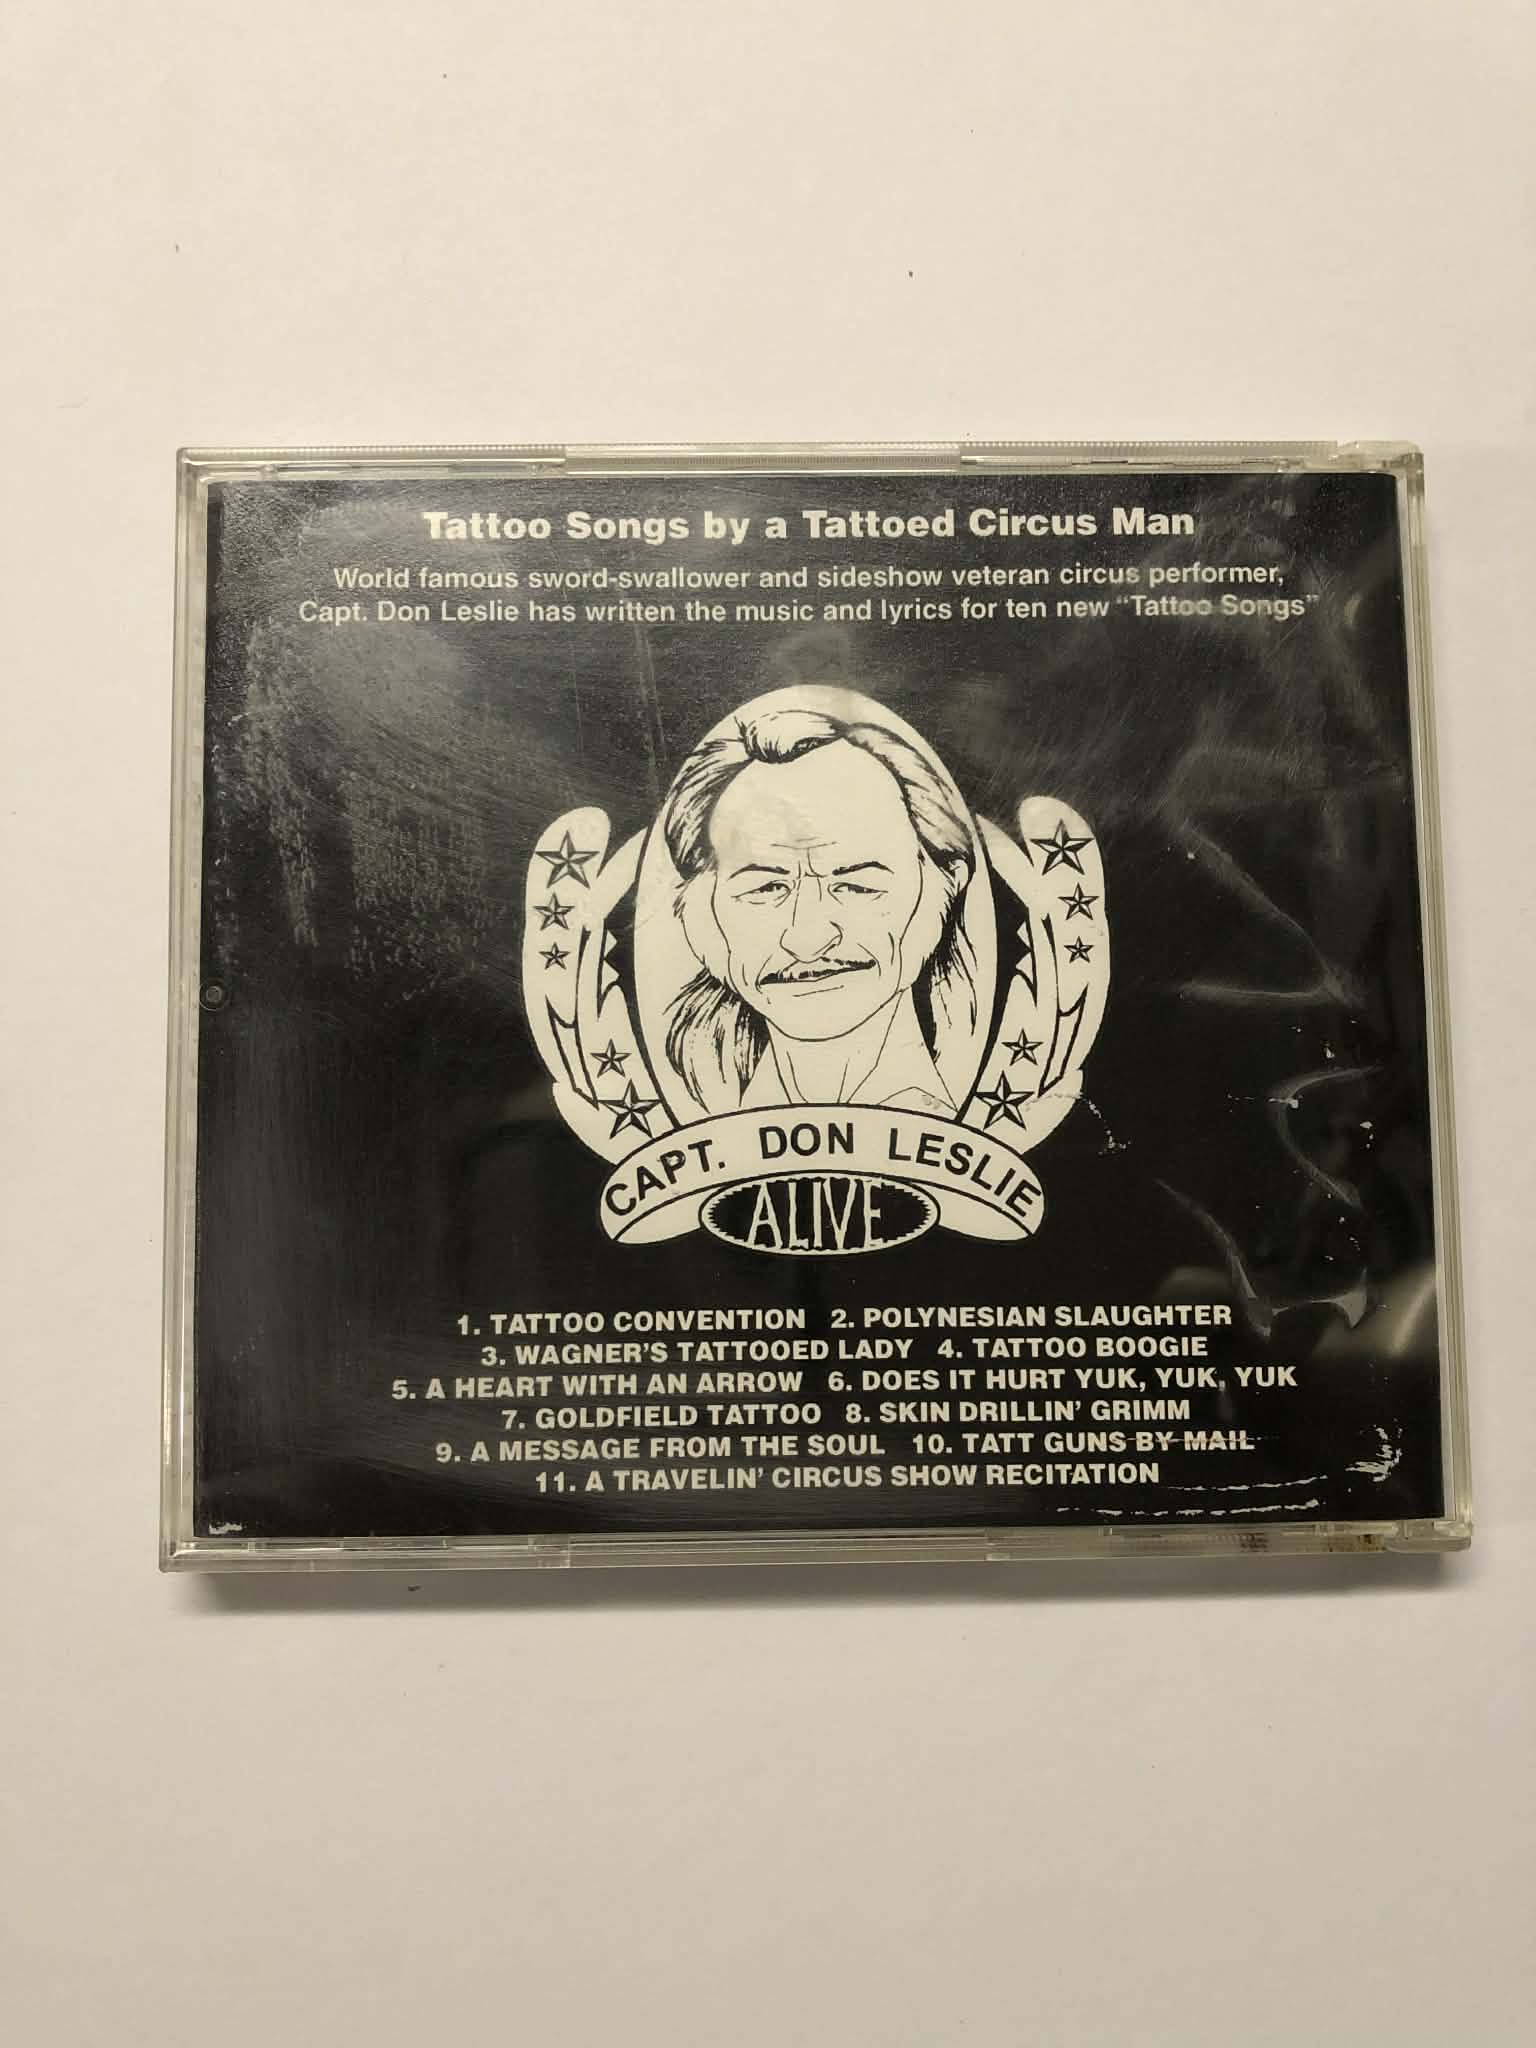 Tattoo Songs by a Tattoed Circus Man
World famous sword-swallower and sideshow veteran circus performer,
Capt. Don Leslie has written the music and lyrics for ten new “Tattoo Songs”
CAPT. DON LESLIE
ALIVE
1. TATTOO CONVENTION 2. POLYNESIAN SLAUGHTER
3. WAGNER'S TATTOOED LADY 4. TATTOO BOOGIE
5. A HEART WITH AN ARROW 6. DOES IT HURT YUK, YUK, YUK
7. GOLDFIELD TATTOO 8. SKIN DRILLIN' GRIMM
9. A MESSAGE FROM THE SOUL 10. TATT GUNS BY MAIL
11. A TRAVELIN' CIRCUS SHOW RECITATION